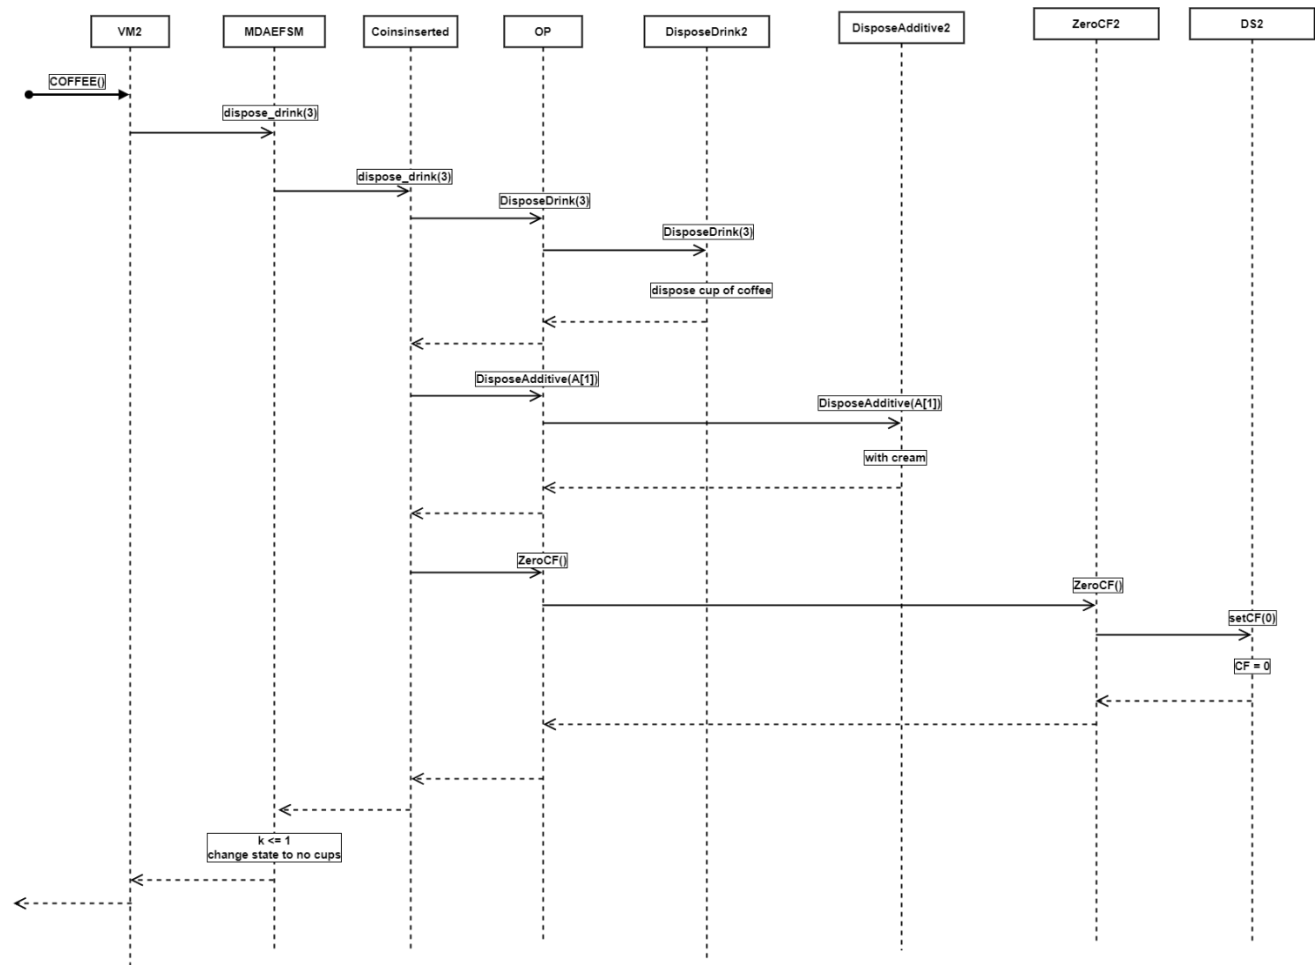 VM2
MDAEFSM
Coinsinserted
OP
DisposeDrink2
DisposeAdditive2
ZeroCF2
DS2
COFFEE()
dispose_drink(3)
dispose_drink(3)
DisposeDrink(3)
DisposeDrink(3)
dispose cup of coffee
DisposeAdditive(A[1])
DisposeAdditive(A[1])
with cream
ZeroCF()
ZeroCF()
setCF(0)
CF = 0
k <= 1
change state to no cups